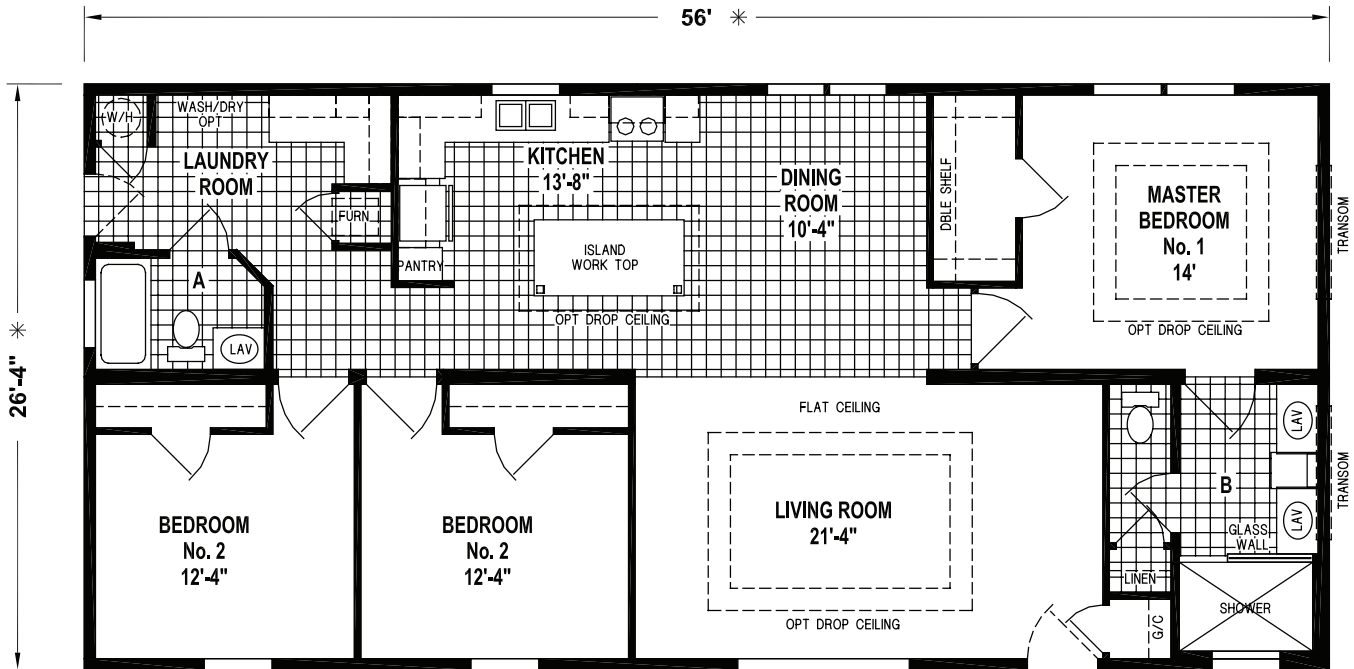 56' ✳
26'-4" ✳
W/H
WASH/DRY
OPT
LAUNDRY
ROOM
FURN
A
LAV
KITCHEN
13'-8"
PANTRY
ISLAND
WORK TOP
OPT DROP CEILING
DINING
ROOM
10'-4"
DBLE SHELF
MASTER
BEDROOM
No. 1
14'
OPT DROP CEILING
TRANSOM
BEDROOM
No. 2
12'-4"
BEDROOM
No. 2
12'-4"
FLAT CEILING
LIVING ROOM
21'-4"
OPT DROP CEILING
LAV
B
LAV
GLASS
WALL
LINEN
SHOWER
G/C
TRANSOM